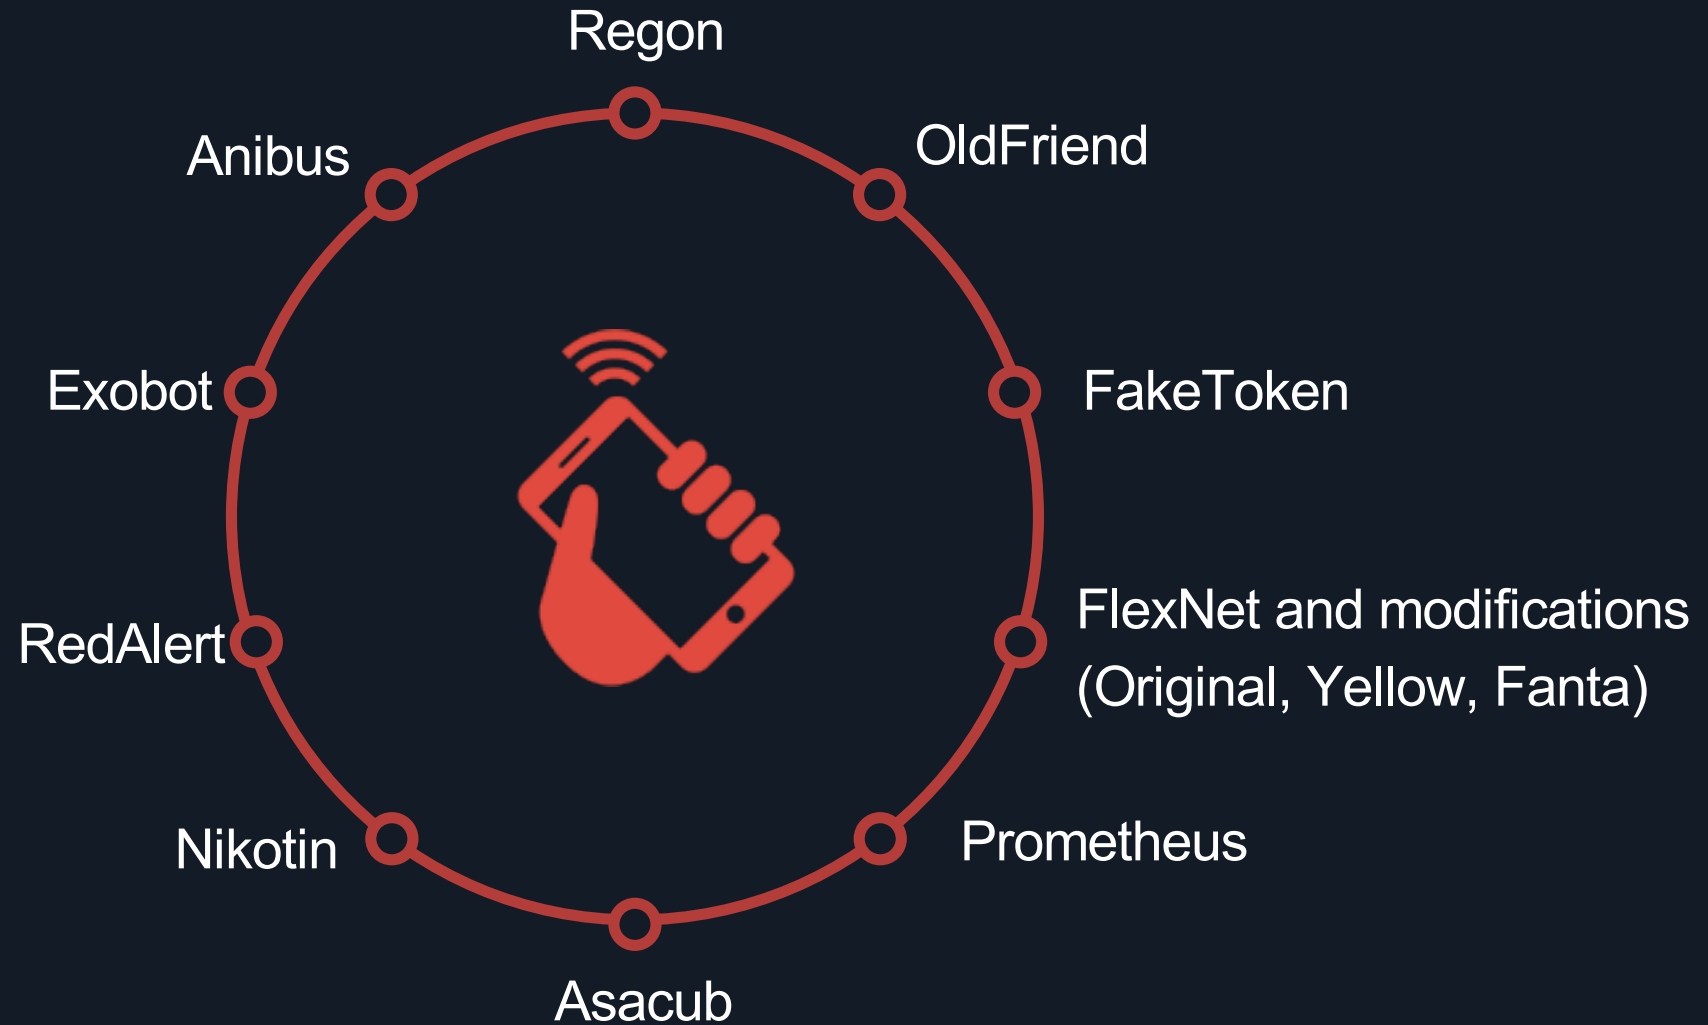 Regon
Anibus
OldFriend
Exobot
FakeToken
FlexNet and modifications
(Original, Yellow, Fanta)
RedAlert
Nikotin
Prometheus
Asacub